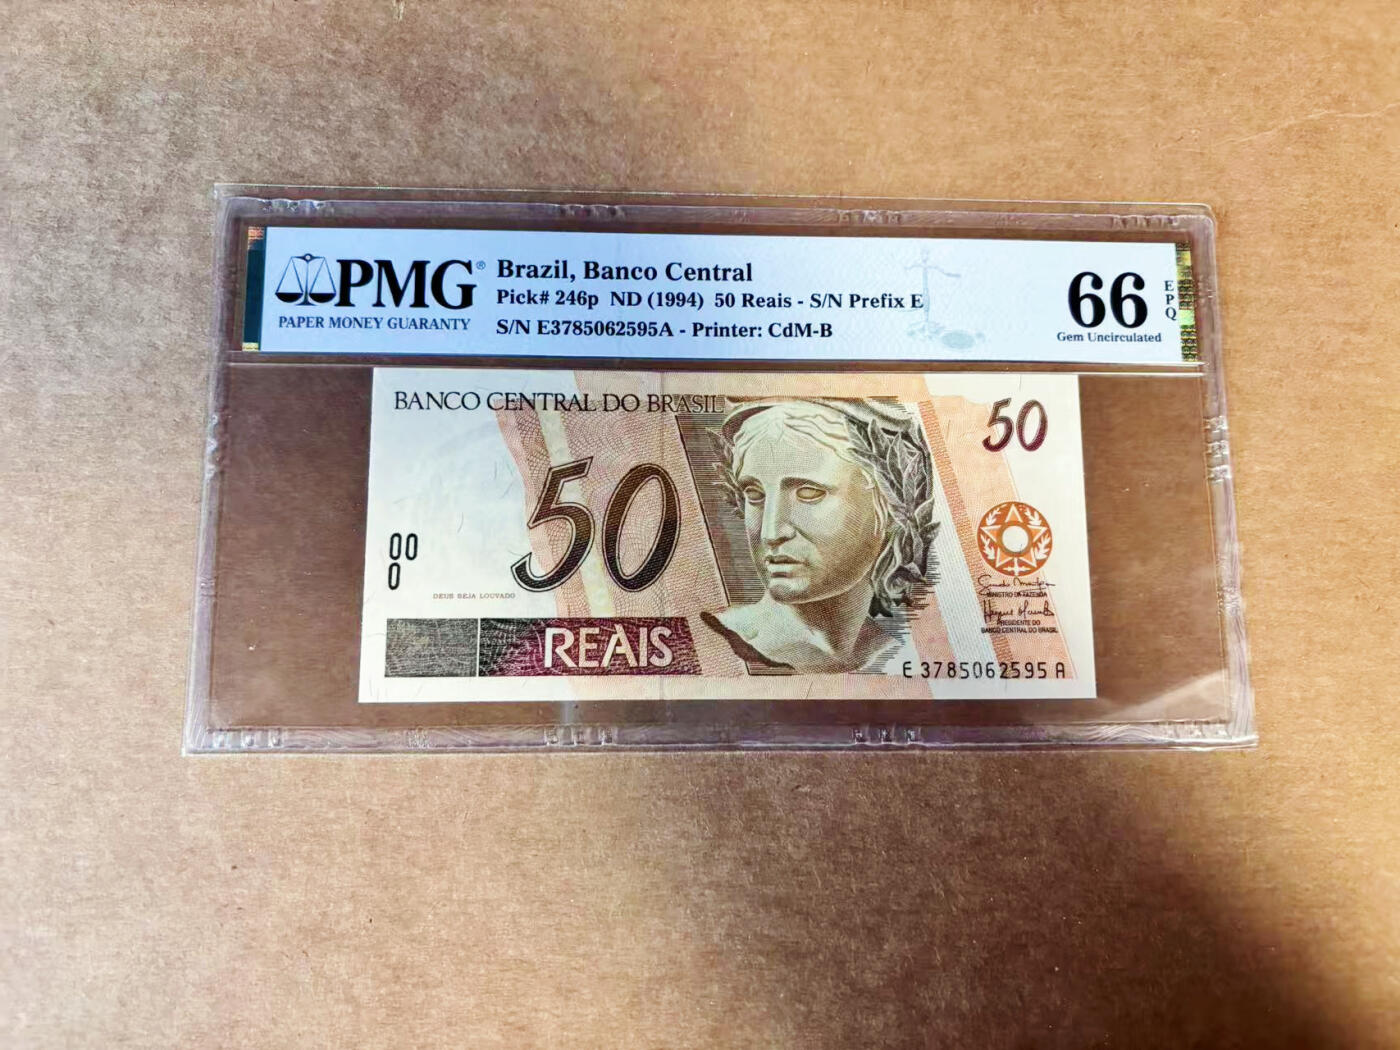 PMG®
PAPER MONEY GUARANTY
Brazil, Banco Central
Pick# 246p ND (1994) 50 Reais - S/N Prefix E
S/N E3785062595A - Printer: CdM-B
66
EPQ
Gem Uncirculated
BANCO CENTRAL DO BRASIL
50
50
00
0
DEUS SEJA LOUVADO
REAIS
MINISTRO DA FAZENDA
PRESIDENTE DO
BANCO CENTRAL DO BRASIL
E 3785062595 A